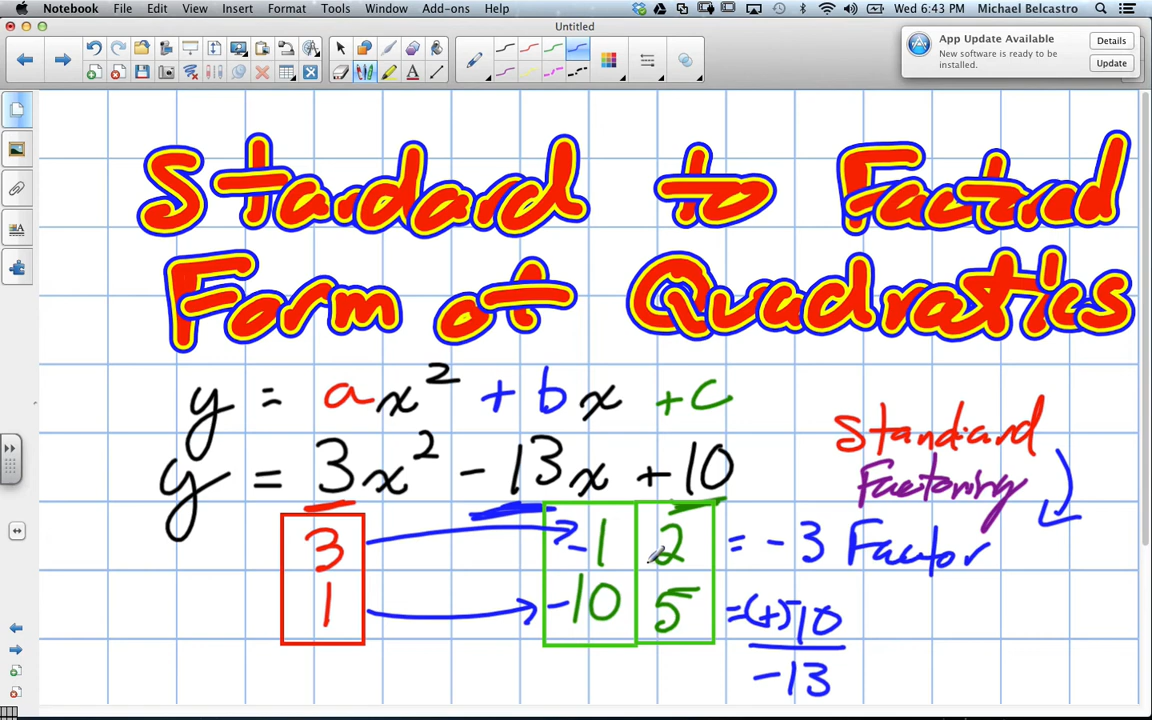 Notebook File Edit View Insert Format Tools Window Add-ons Help Wed 6:43 PM Michael Belcastro
Untitled
App Update Available
New software is ready to be installed.
Details
Update
Standard to Factored
Form of Quadratics
y = ax² + bx + c
y = 3x² - 13x + 10
Standard
Factoring
3 -1 2 = -3 Factor
1 -10 5 = (+)510
-13